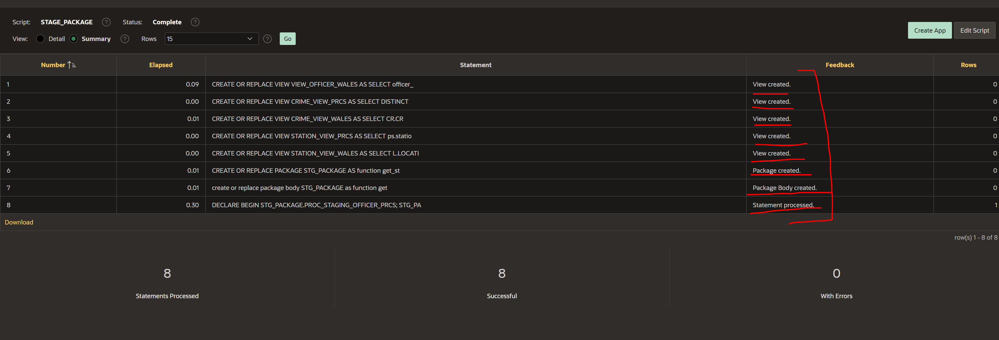 Script: STAGE_PACKAGE ? Status: Complete ?
View: Detail Summary ? Rows 15 ? Go
Create App Edit Script
Number Elapsed Statement Feedback Rows
1 0.09 CREATE OR REPLACE VIEW VIEW_OFFICER_WALES AS SELECT officer_ View created. 0
2 0.00 CREATE OR REPLACE VIEW CRIME_VIEW_PRCS AS SELECT DISTINCT View created. 0
3 0.01 CREATE OR REPLACE VIEW CRIME_VIEW_WALES AS SELECT CR.CR View created. 0
4 0.00 CREATE OR REPLACE VIEW STATION_VIEW_PRCS AS SELECT ps.statio View created. 0
5 0.00 CREATE OR REPLACE VIEW STATION_VIEW_WALES AS SELECT L.LOCATI View created. 0
6 0.01 CREATE OR REPLACE PACKAGE STG_PACKAGE AS function get_st Package created. 0
7 0.01 create or replace package body STG_PACKAGE as function get Package Body created. 0
8 0.30 DECLARE BEGIN STG_PACKAGE.PROC_STAGING_OFFICER_PRCS; STG_PA Statement processed. 1
Download
row(s) 1 - 8 of 8
8 8 0
Statements Processed Successful With Errors